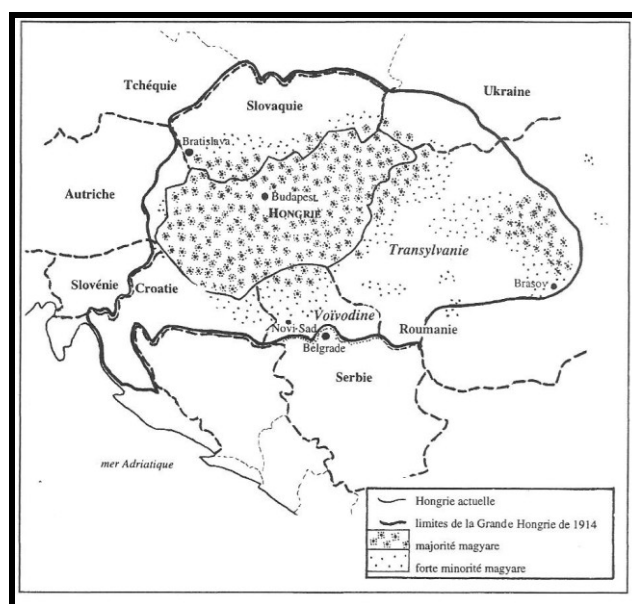 Tchéquie
Ukraine
Slovaquie
Bratislava
Autriche
Budapest
HONGRIE
Transylvanie
Slovénie
Croatie
Brasov
Voïvodine
Novi-Sad
Roumanie
Belgrade
Serbie
mer Adriatique
Hongrie actuelle
limites de la Grande Hongrie de 1914
majorité magyare
forte minorité magyare